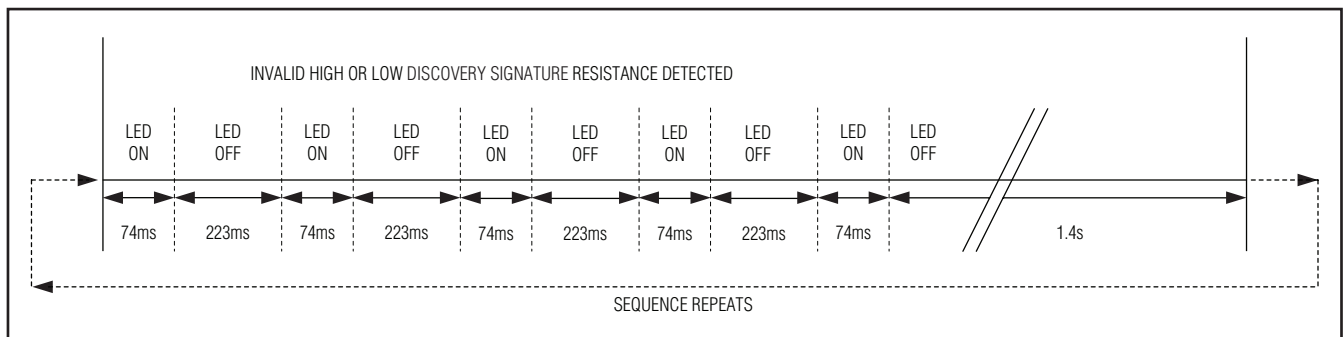 INVALID HIGH OR LOW DISCOVERY SIGNATURE RESISTANCE DETECTED
LED LED LED LED LED LED LED LED LED LED
ON OFF ON OFF ON OFF ON OFF ON OFF
74ms 223ms 74ms 223ms 74ms 223ms 74ms 223ms 74ms 1.4s
SEQUENCE REPEATS